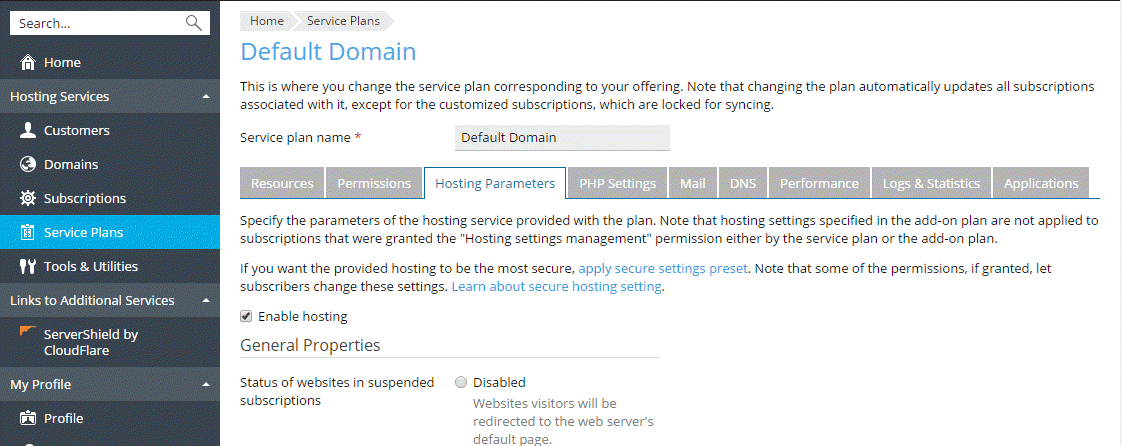 Search...
Home
Hosting Services
Customers
Domains
Subscriptions
Service Plans
Tools & Utilities
Links to Additional Services
ServerShield by
CloudFlare
My Profile
Profile
Home Service Plans
Default Domain
This is where you change the service plan corresponding to your offering. Note that changing the plan automatically updates all subscriptions
associated with it, except for the customized subscriptions, which are locked for syncing.
Service plan name * Default Domain
Resources Permissions Hosting Parameters PHP Settings Mail DNS Performance Logs & Statistics Applications
Specify the parameters of the hosting service provided with the plan. Note that hosting settings specified in the add-on plan are not applied to
subscriptions that were granted the "Hosting settings management" permission either by the service plan or the add-on plan.
If you want the provided hosting to be the most secure, apply secure settings preset. Note that some of the permissions, if granted, let
subscribers change these settings. Learn about secure hosting setting.
Enable hosting
General Properties
Status of websites in suspended
subscriptions
Disabled
Websites visitors will be
redirected to the web server's
default page.